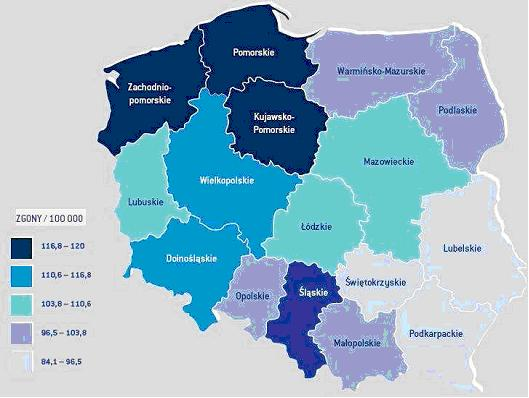 Pomorskie
Zachodnio-
pomorskie
Warmińsko-Mazurskie
Podlaskie
Kujawsko-
Pomorskie
Mazowieckie
Wielkopolskie
Lubuskie
Łódzkie
Lubelskie
Dolnośląskie
Opolskie
Śląskie
Świętokrzyskie
Małopolskie
Podkarpackie
ZGONY / 100 000
116,8 – 120
110,6 – 116,8
103,8 – 110,6
96,5 – 103,8
84,1 – 96,5